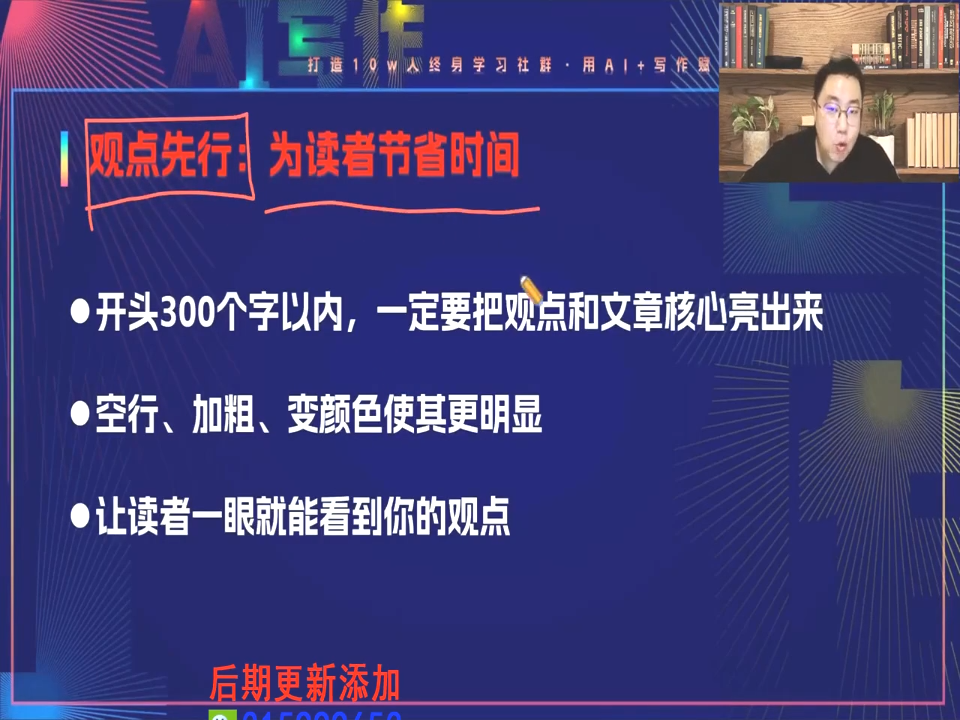 AI写作
打造10w人终身学习社群·用AI+写作赋
观点先行：为读者节省时间
●开头300个字以内，一定要把观点和文章核心亮出来
●空行、加粗、变颜色使其更明显
●让读者一眼就能看到你的观点
后期更新添加